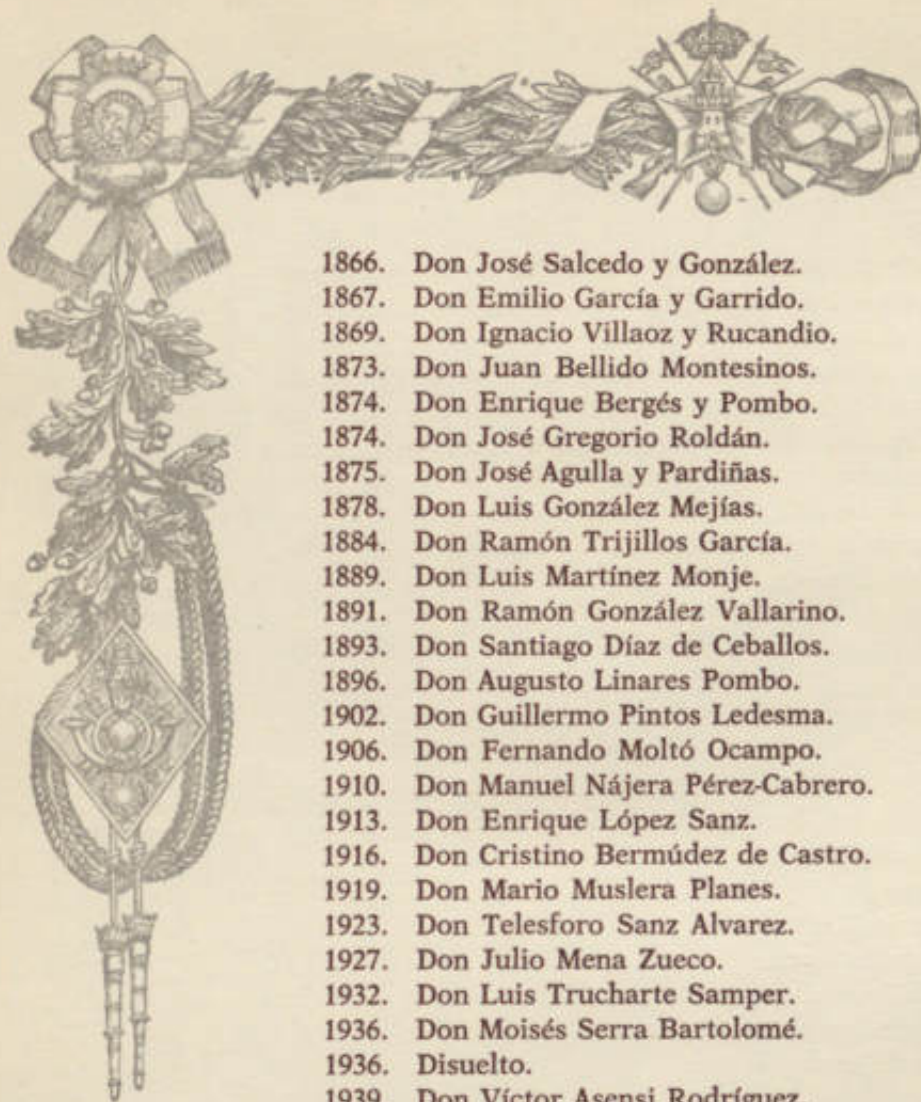 1866. Don José Salcedo y González.
1867. Don Emilio García y Garrido.
1869. Don Ignacio Villaoz y Rucandio.
1873. Don Juan Bellido Montesinos.
1874. Don Enrique Bergés y Pombo.
1874. Don José Gregorio Roldán.
1875. Don José Agulla y Pardiñas.
1878. Don Luis González Mejías.
1884. Don Ramón Trijillos García.
1889. Don Luis Martínez Monje.
1891. Don Ramón González Vallarino.
1893. Don Santiago Díaz de Ceballos.
1896. Don Augusto Linares Pombo.
1902. Don Guillermo Pintos Ledesma.
1906. Don Fernando Moltó Ocampo.
1910. Don Manuel Nájera Pérez-Cabrero.
1913. Don Enrique López Sanz.
1916. Don Cristino Bermúdez de Castro.
1919. Don Mario Muslera Planes.
1923. Don Telesforo Sanz Alvarez.
1927. Don Julio Mena Zueco.
1932. Don Luis Trucharte Samper.
1936. Don Moisés Serra Bartolomé.
1936. Disuelto.
1939. Don Víctor Asensi Rodríguez.